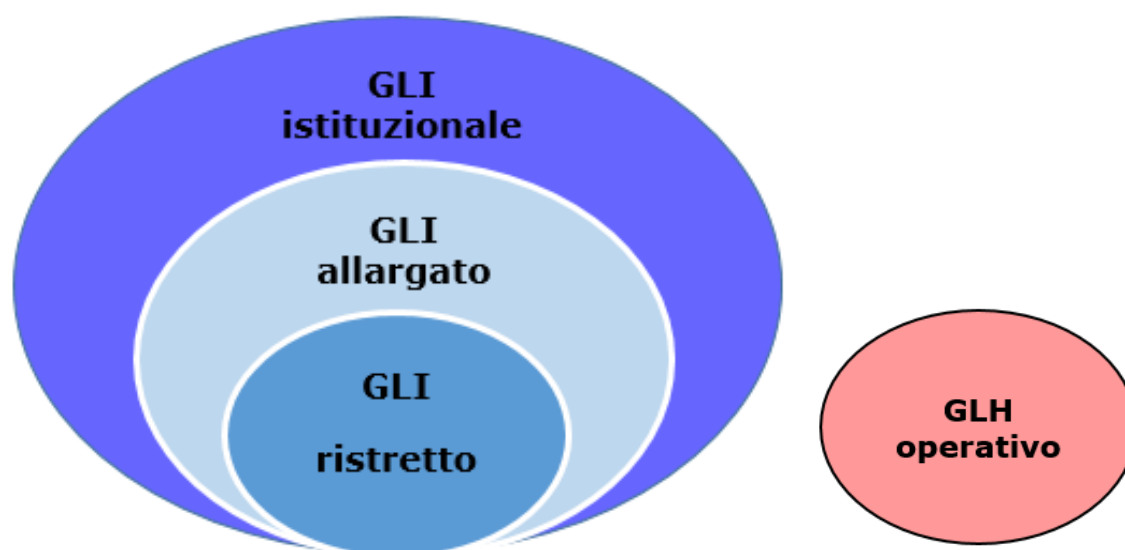 GLI
istituzionale
GLI
allargato
GLI
ristretto
GLH
operativo